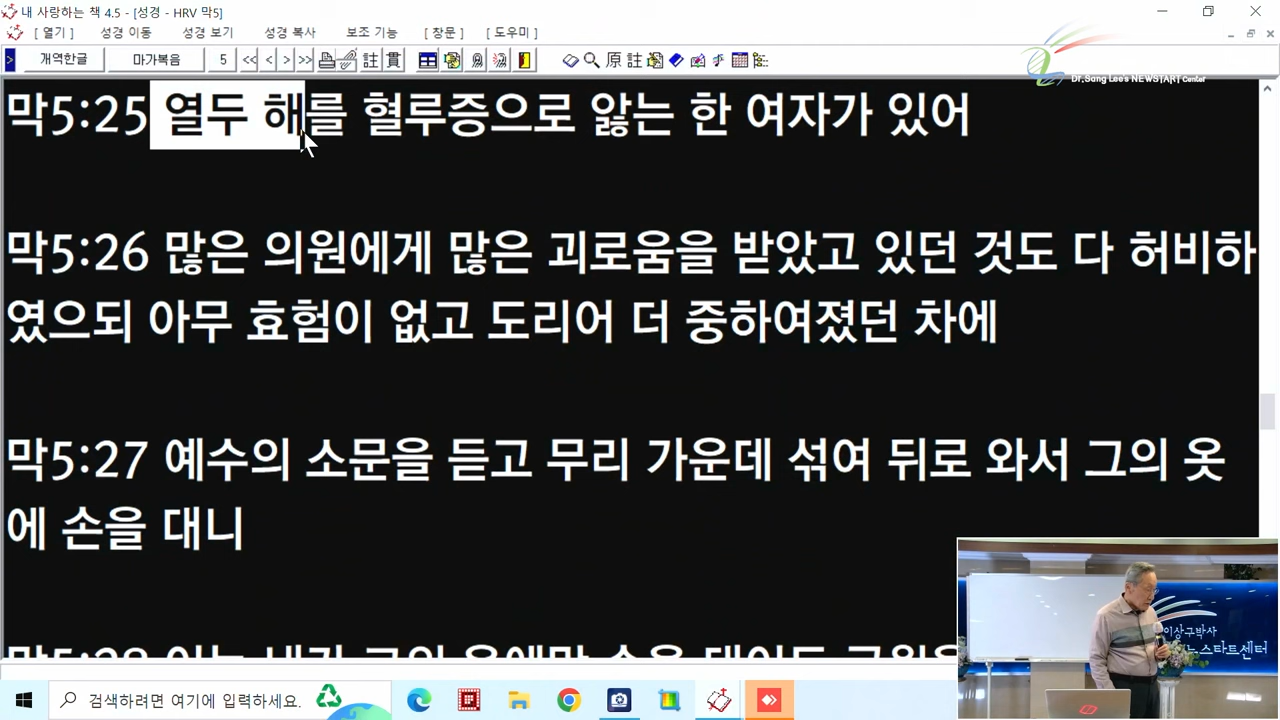 내 사랑하는 책 4.5 - [성경 - HRV 막5]
[ 열기 ] 성경 이동 성경 보기 성경 복사 보조 기능 [ 창문 ] [ 도우미 ]
개역한글 마가복음 5 << < > >> 註 貫 原 註
Dr.Sang Lee's NEWSTART Center
막5:25 열두 해를 혈루증으로 앓는 한 여자가 있어
막5:26 많은 의원에게 많은 괴로움을 받았고 있던 것도 다 허비하
였으되 아무 효험이 없고 도리어 더 중하여졌던 차에
막5:27 예수의 소문을 듣고 무리 가운데 섞여 뒤로 와서 그의 옷
에 손을 대니
이상구박사
뉴스타트센터
검색하려면 여기에 입력하십시오.